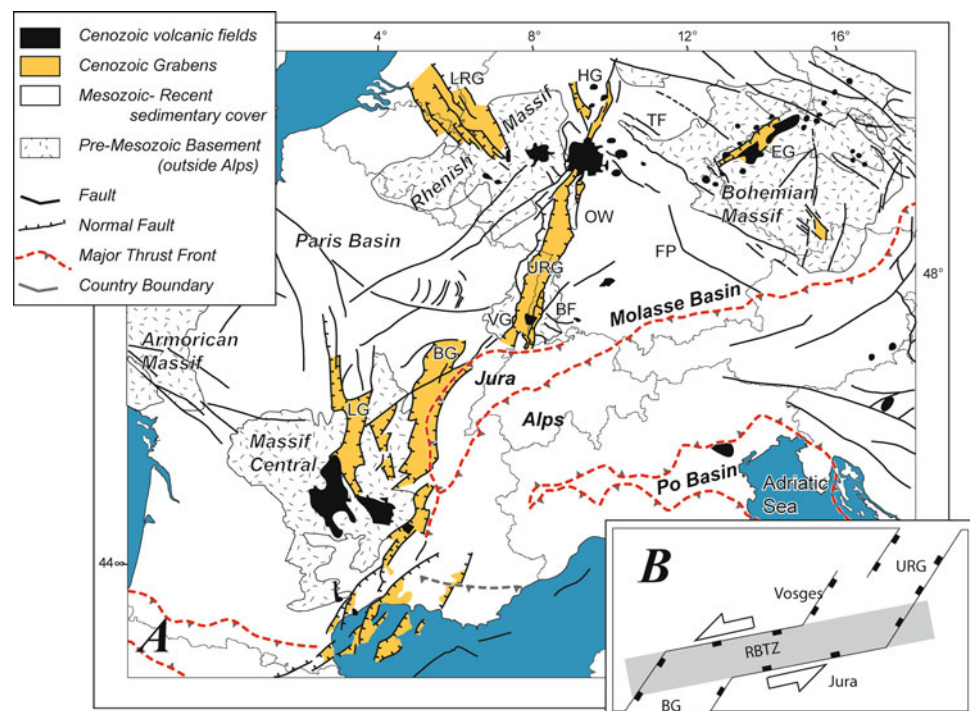 Cenozoic volcanic fields
Cenozoic Grabens
Mesozoic- Recent
sedimentary cover
Pre-Mesozoic Basement
(outside Alps)
Fault
Normal Fault
Major Thrust Front
Country Boundary
4°
8°
12°
16°
LRG
HG
Rhenish Massif
TF
EG
Bohemian
Massif
OW
Paris Basin
URG
FP
48°
Molasse Basin
VG
BF
Armorican
Massif
BG
Jura
LG
Alps
Massif
Central
Po Basin
Adriatic
Sea
44°
A
B
URG
Vosges
RBTZ
Jura
BG